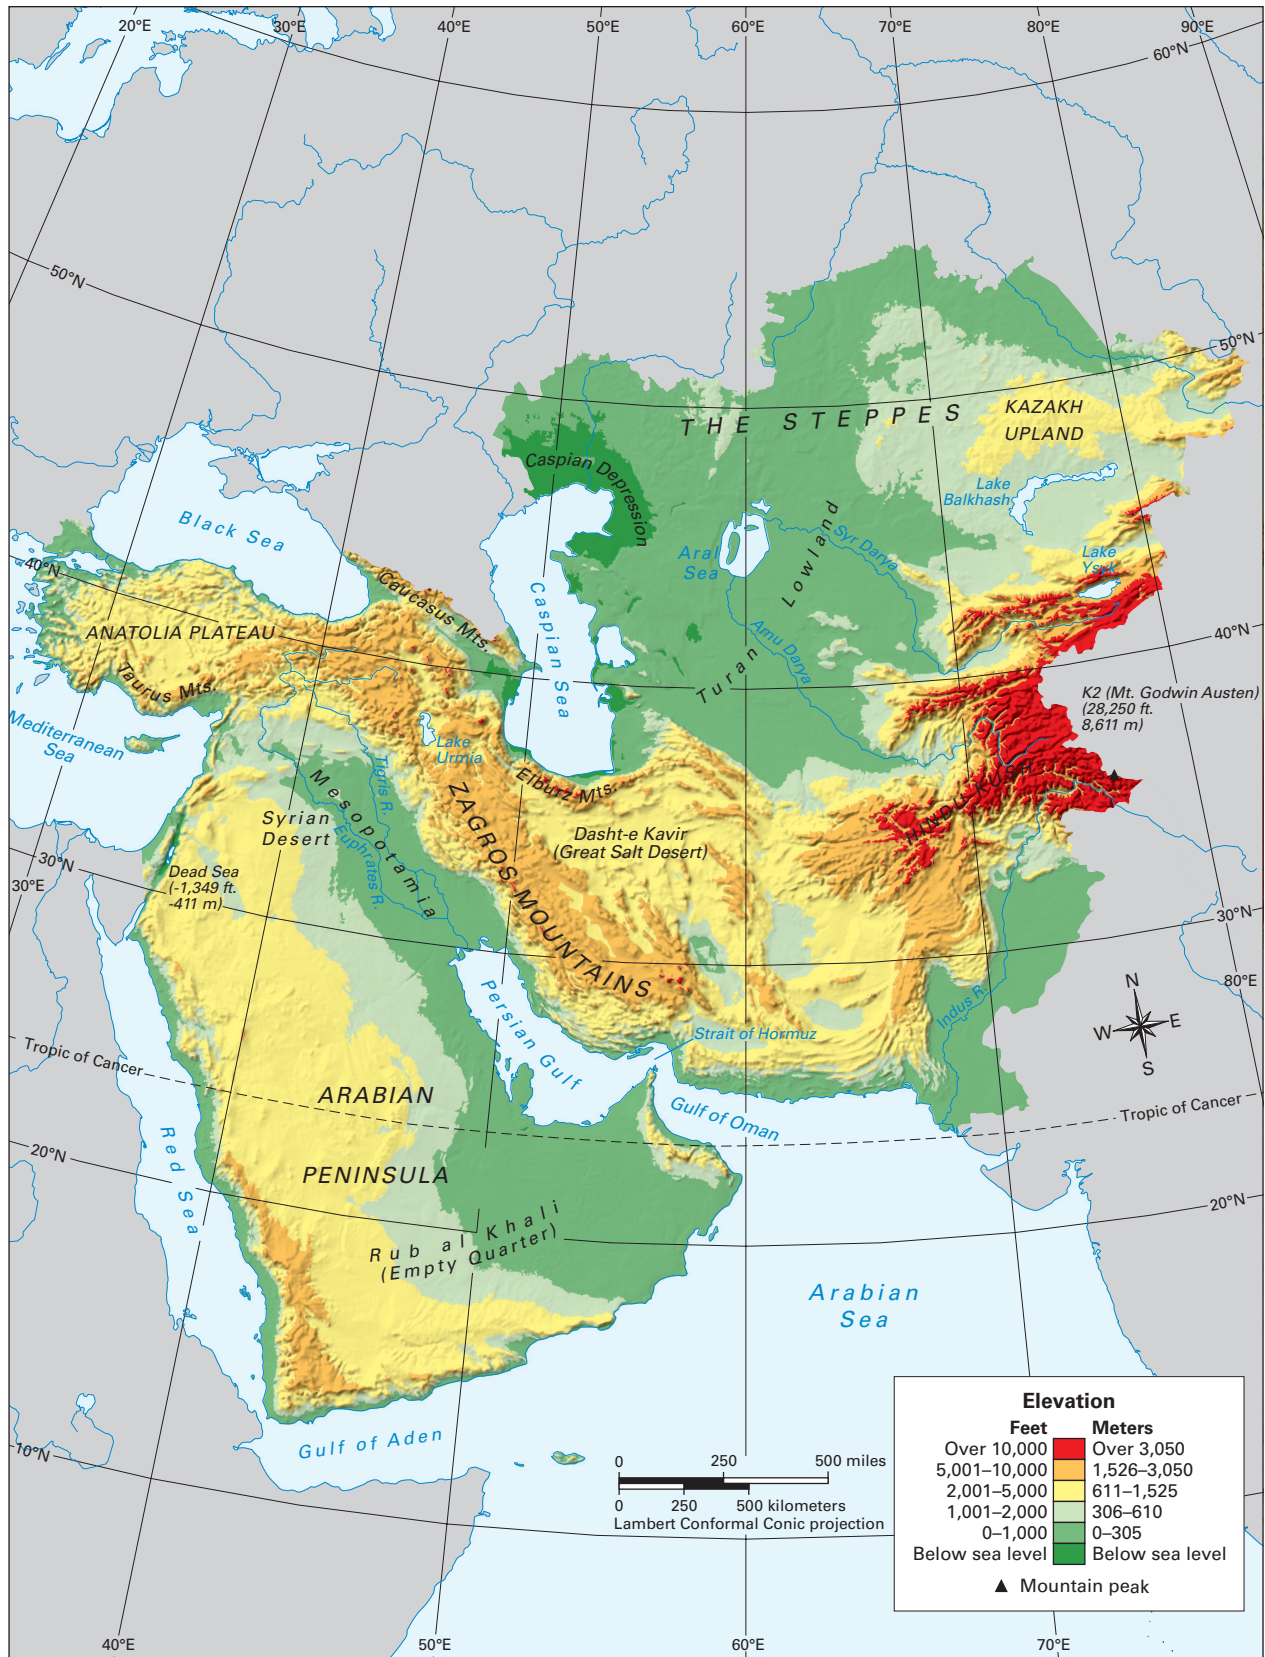 20°E
30°E
40°E
50°E
60°E
70°E
80°E
90°E
60°N
50°N
50°N
THE STEPPES
KAZAKH
UPLAND
Caspian Depression
Lake
Balkhash
Black Sea
Aral
Sea
Syr Darya
Turan Lowland
Lake
Ysyk
40°N
Caucasus Mts.
Caspian Sea
Amu Darya
ANATOLIA PLATEAU
40°N
Taurus Mts.
K2 (Mt. Godwin Austen)
(28,250 ft.
8,611 m)
Mediterranean
Sea
Lake
Urmia
Tigris R.
Elburz Mts.
HINDU KUSH
Mesopotamia
ZAGROS MOUNTAINS
Syrian
Desert
Euphrates R.
Dasht-e Kavir
(Great Salt Desert)
30°N
30°E
Dead Sea
(-1,349 ft.
-411 m)
30°N
80°E
N
W
E
S
Persian Gulf
Indus R.
Strait of Hormuz
Tropic of Cancer
ARABIAN
PENINSULA
Gulf of Oman
Tropic of Cancer
20°N
Red Sea
20°N
Rub al Khali
(Empty Quarter)
Arabian
Sea
Gulf of Aden
10°N
0
250
500 miles
0
250
500 kilometers
Lambert Conformal Conic projection
Elevation
Feet
Meters
Over 10,000
Over 3,050
5,001–10,000
1,526–3,050
2,001–5,000
611–1,525
1,001–2,000
306–610
0–1,000
0–305
Below sea level
Below sea level
Mountain peak
40°E
50°E
60°E
70°E